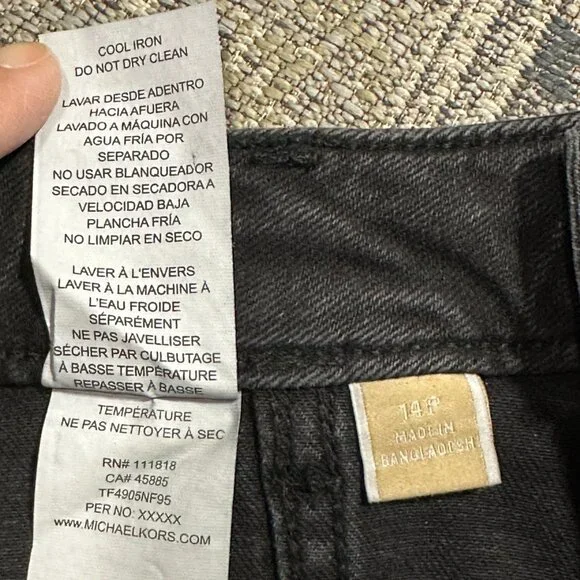 COOL IRON
DO NOT DRY CLEAN
LAVAR DESDE ADENTRO
HACIA AFUERA
LAVADO A MÁQUINA CON
AGUA FRÍA POR
SEPARADO
NO USAR BLANQUEADOR
SECADO EN SECADORA A
VELOCIDAD BAJA
PLANCHA FRÍA
NO LIMPIAR EN SECO
LAVER À L'ENVERS
LAVER À LA MACHINE À
L'EAU FROIDE
SÉPARÉMENT
NE PAS JAVELLISER
SÉCHER PAR CULBUTAGE
À BASSE TEMPÉRATURE
REPASSER À BASSE
TEMPÉRATURE
NE PAS NETTOYER À SEC
RN# 111818
CA# 45885
TF4905NF95
PER NO: XXXXX
WWW.MICHAELKORS.COM
14P
MADE IN
BANGLADESH